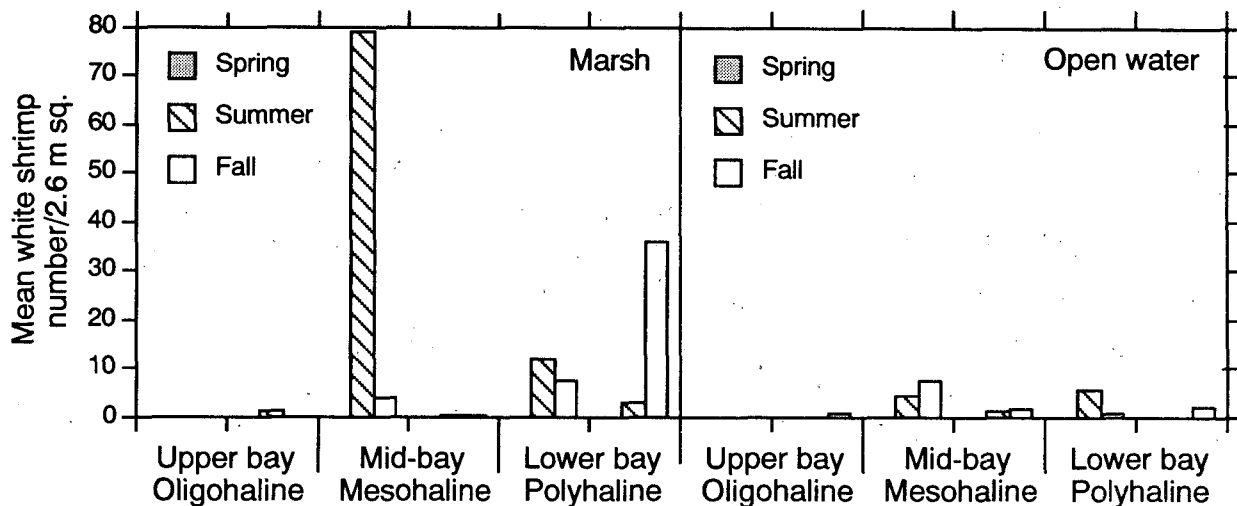 Mean white shrimp
number/2.6 m sq.
80
70
60
50
40
30
20
10
0
Spring
Summer
Fall
Marsh
Spring
Summer
Fall
Open water
Upper bay
Oligohaline
Mid-bay
Mesohaline
Lower bay
Polyhaline
Upper bay
Oligohaline
Mid-bay
Mesohaline
Lower bay
Polyhaline